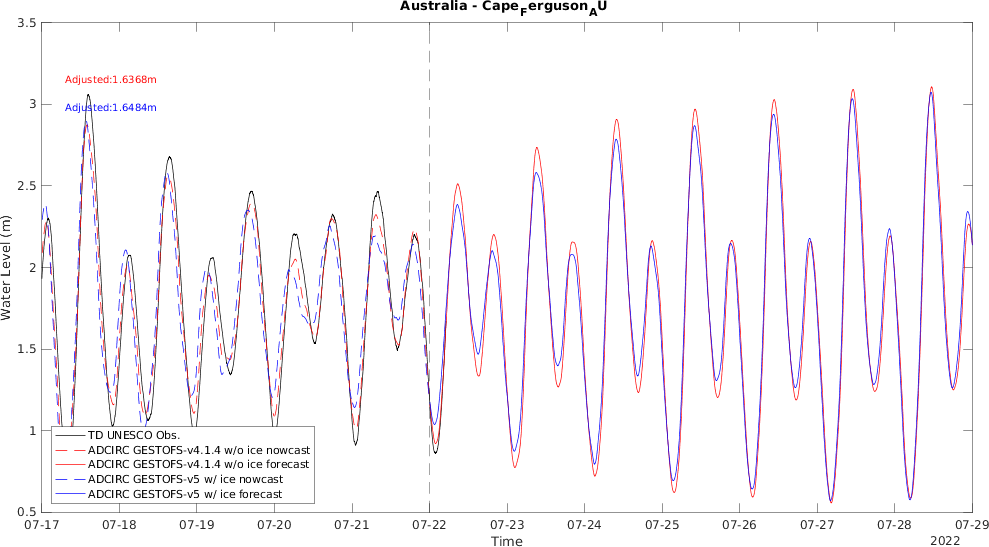 Australia - Cape_Ferguson_AU
3.5
3
2.5
2
1.5
1
0.5
Water Level (m)
Adjusted:1.6368m
Adjusted:1.6484m
TD UNESCO Obs.
ADCIRC GESTOFS-v4.1.4 w/o ice nowcast
ADCIRC GESTOFS-v4.1.4 w/o ice forecast
ADCIRC GESTOFS-v5 w/ ice nowcast
ADCIRC GESTOFS-v5 w/ ice forecast
07-17 07-18 07-19 07-20 07-21 07-22 07-23 07-24 07-25 07-26 07-27 07-28 07-29
Time
2022